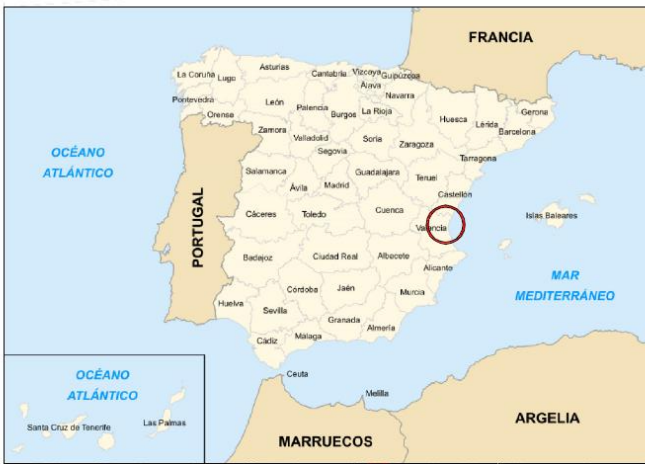 FRANCIA
Asturias
Cantabria
Vizcaya
Guipúzcoa
La Coruña
Lugo
Álava
Navarra
Pontevedra
León
Palencia
Burgos
La Rioja
Huesca
Lérida
Gerona
Orense
Barcelona
Zamora
Valladolid
Soria
Zaragoza
OCÉANO
ATLÁNTICO
Segovia
Tarragona
Salamanca
Guadalajara
Teruel
Ávila
Madrid
Castellón
PORTUGAL
Cáceres
Toledo
Cuenca
Islas Baleares
Valencia
Badajoz
Ciudad Real
Albacete
Alicante
MAR
MEDITERRÁNEO
Córdoba
Jaén
Murcia
Huelva
Sevilla
Granada
Almería
Cádiz
Málaga
Ceuta
OCÉANO
ATLÁNTICO
Melilla
Santa Cruz de Tenerife
Las Palmas
ARGELIA
MARRUECOS